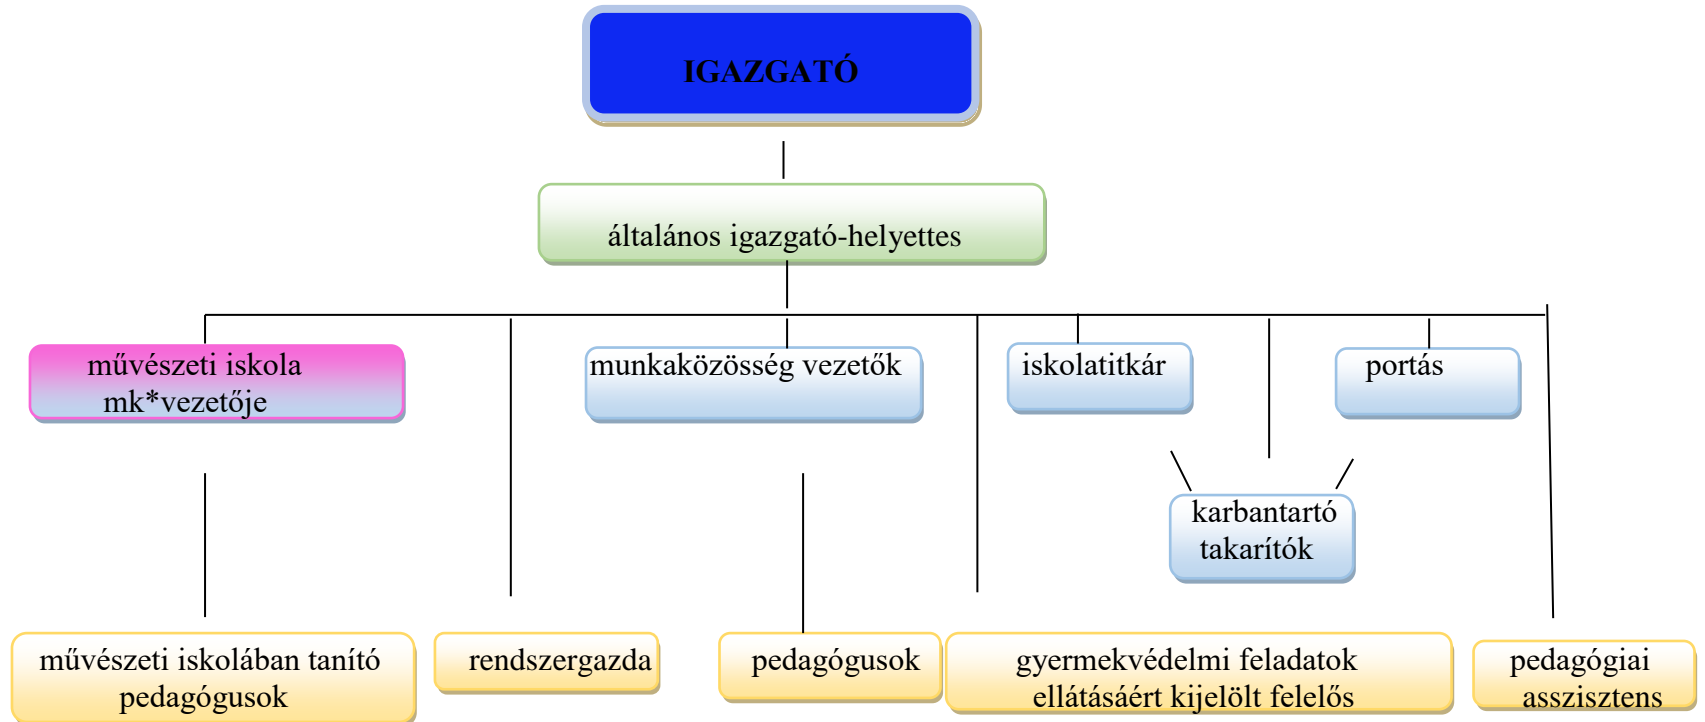 IGAZGATÓ
általános igazgató-helyettes
művészeti iskola
mk*vezetője
munkaközösség vezetők
iskolatitkár
portás
karbantartó
takarítók
művészeti iskolában tanító
pedagógusok
rendszergazda
pedagógusok
gyermekvédelmi feladatok
ellátásáért kijelölt felelős
pedagógiai
asszisztens